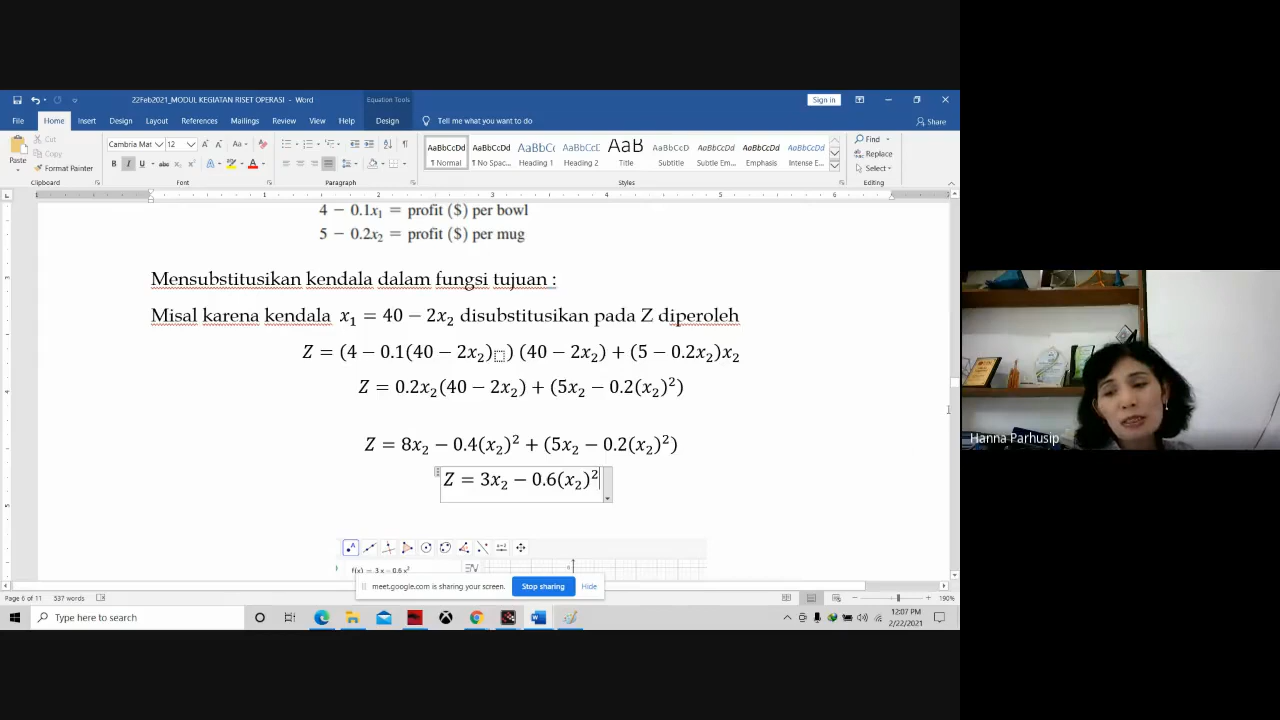 22Feb2021_MODUL KEGIATAN RISET OPERASI - Word
Equation Tools
Sign in
File Home Insert Design Layout References Mailings Review View Help Design Tell me what you want to do
Share
Paste
Cut
Copy
Format Painter
Clipboard
Cambria Mat 12
Font
Paragraph
AaBbCcDd AaBbCcDd AaBbCc AaBbCcD AaB AaBbCcD AaBbCcDd AaBbCcDd AaBbCcDd
¶ Normal ¶ No Spac... Heading 1 Heading 2 Title Subtitle Subtle Em... Emphasis Intense E...
Styles
Find
Replace
Select
Editing
4 − 0.1x₁ = profit ($) per bowl
5 − 0.2x₂ = profit ($) per mug
Mensubstitusikan kendala dalam fungsi tujuan :
Misal karena kendala x₁ = 40 − 2x₂ disubstitusikan pada Z diperoleh
Z = (4 − 0.1(40 − 2x₂)) (40 − 2x₂) + (5 − 0.2x₂)x₂
Z = 0.2x₂(40 − 2x₂) + (5x₂ − 0.2(x₂)²)
Z = 8x₂ − 0.4(x₂)² + (5x₂ − 0.2(x₂)²)
Z = 3x₂ − 0.6(x₂)²
f(x) = 3 x − 0.6 x²
meet.google.com is sharing your screen. Stop sharing Hide
Page 6 of 11 537 words
190%
Type here to search
12:07 PM
2/22/2021
Hanna Parhusip